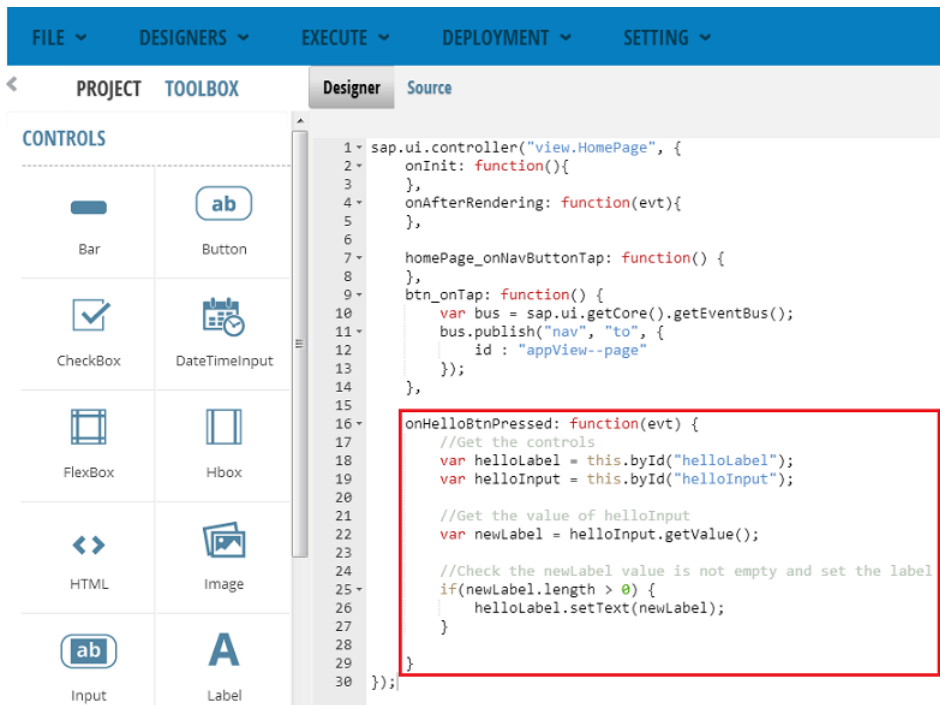 FILE DESIGNERS EXECUTE DEPLOYMENT SETTING
PROJECT TOOLBOX
CONTROLS
Bar
ab
Button
CheckBox
DateTimeInput
FlexBox
Hbox
HTML
Image
ab
Input
A
Label
Designer Source
1 sap.ui.controller("view.HomePage", {
2 onInit: function(){
3 },
4 onAfterRendering: function(evt){
5 },
6
7 homePage_onNavButtonTap: function() {
8 },
9 btn_onTap: function() {
10 var bus = sap.ui.getCore().getEventBus();
11 bus.publish("nav", "to", {
12 id : "appView--page"
13 });
14 },
15
16 onHelloBtnPressed: function(evt) {
17 //Get the controls
18 var helloLabel = this.byId("helloLabel");
19 var helloInput = this.byId("helloInput");
20
21 //Get the value of helloInput
22 var newLabel = helloInput.getValue();
23
24 //Check the newLabel value is not empty and set the label
25 if(newLabel.length > 0) {
26 helloLabel.setText(newLabel);
27 }
28
29 }
30 });